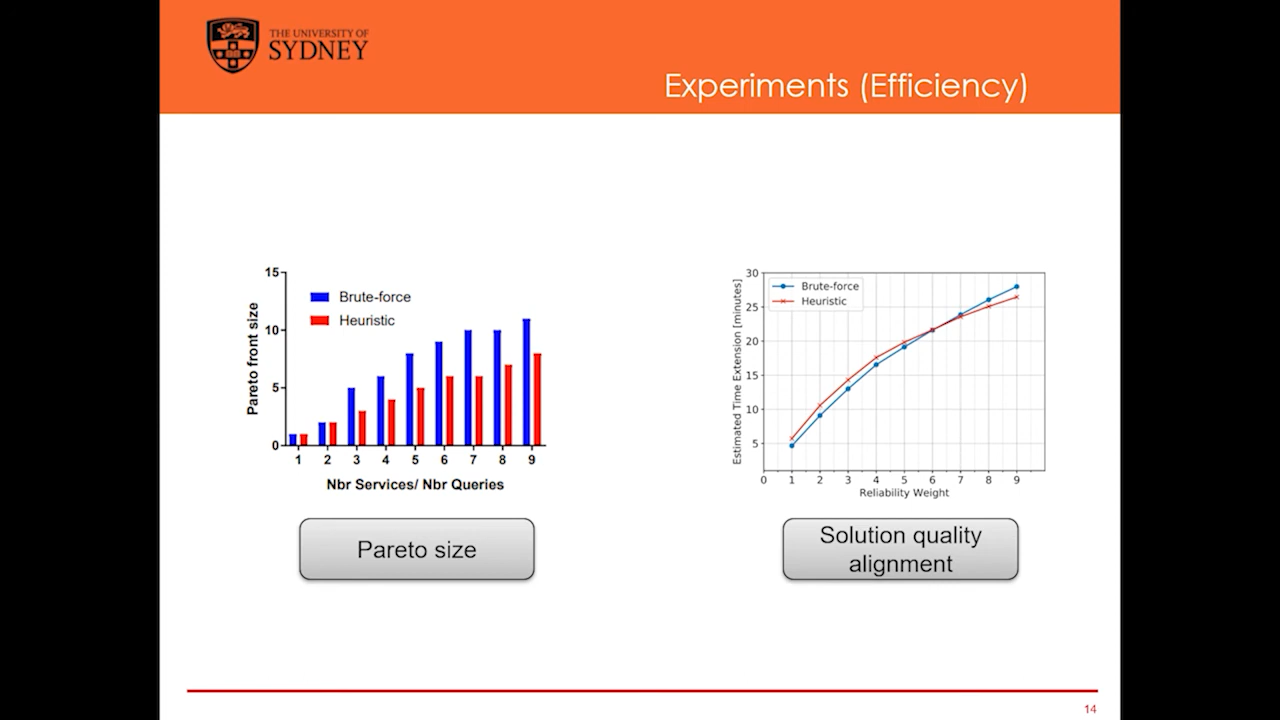 THE UNIVERSITY OF
SYDNEY
Experiments (Efficiency)
15
10
5
0
Pareto front size
Brute-force
Heuristic
1 2 3 4 5 6 7 8 9
Nbr Services/ Nbr Queries
Pareto size
30
25
20
15
10
5
Estimated Time Extension [minutes]
Brute-force
Heuristic
0 1 2 3 4 5 6 7 8 9
Reliability Weight
Solution quality
alignment
14